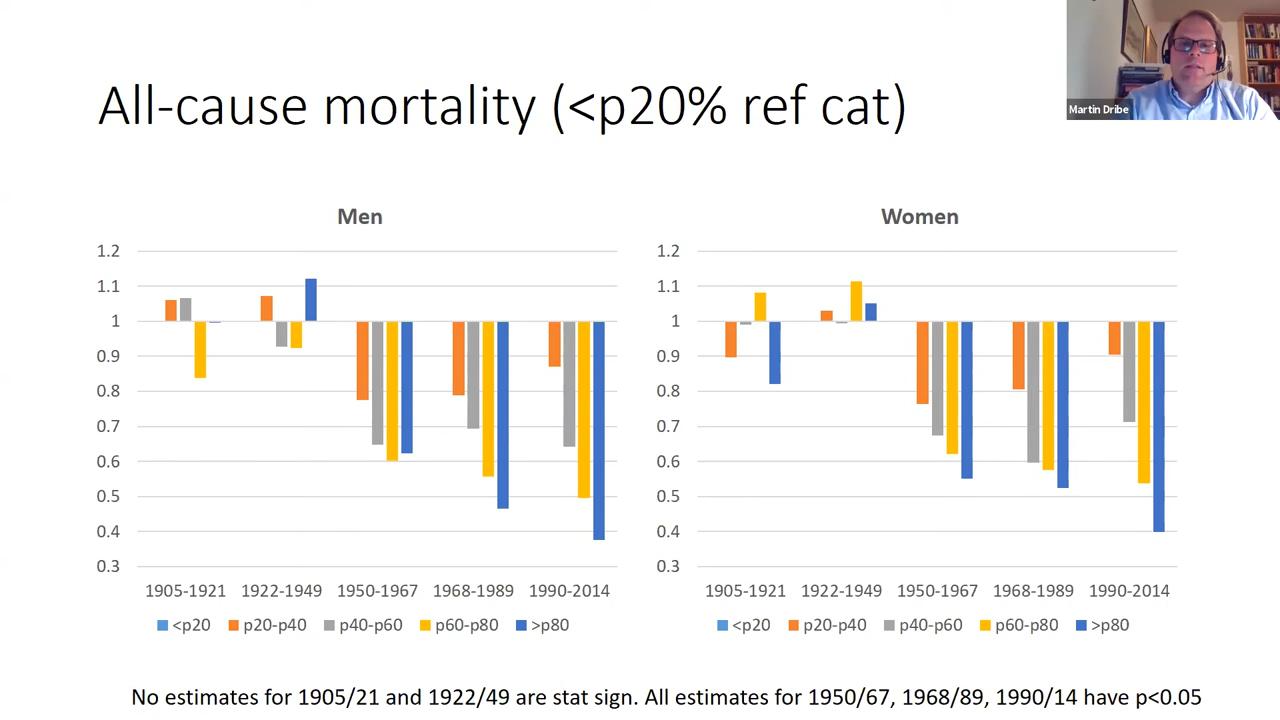 Martin Dribe
All-cause mortality (<p20% ref cat)
Men
1.2
1.1
1
0.9
0.8
0.7
0.6
0.5
0.4
0.3
1905-1921 1922-1949 1950-1967 1968-1989 1990-2014
<p20 p20-p40 p40-p60 p60-p80 >p80
Women
1.2
1.1
1
0.9
0.8
0.7
0.6
0.5
0.4
0.3
1905-1921 1922-1949 1950-1967 1968-1989 1990-2014
<p20 p20-p40 p40-p60 p60-p80 >p80
No estimates for 1905/21 and 1922/49 are stat sign. All estimates for 1950/67, 1968/89, 1990/14 have p<0.05